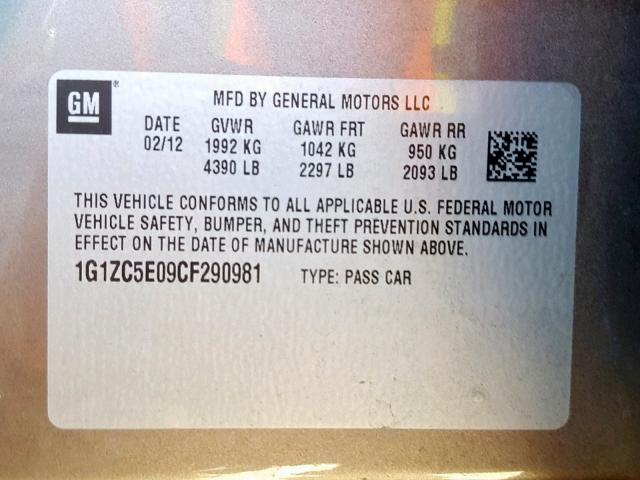 GM®
MFD BY GENERAL MOTORS LLC
DATE GVWR GAWR FRT GAWR RR
02/12 1992 KG 1042 KG 950 KG
4390 LB 2297 LB 2093 LB
THIS VEHICLE CONFORMS TO ALL APPLICABLE U.S. FEDERAL MOTOR
VEHICLE SAFETY, BUMPER, AND THEFT PREVENTION STANDARDS IN
EFFECT ON THE DATE OF MANUFACTURE SHOWN ABOVE.
1G1ZC5E09CF290981 TYPE: PASS CAR